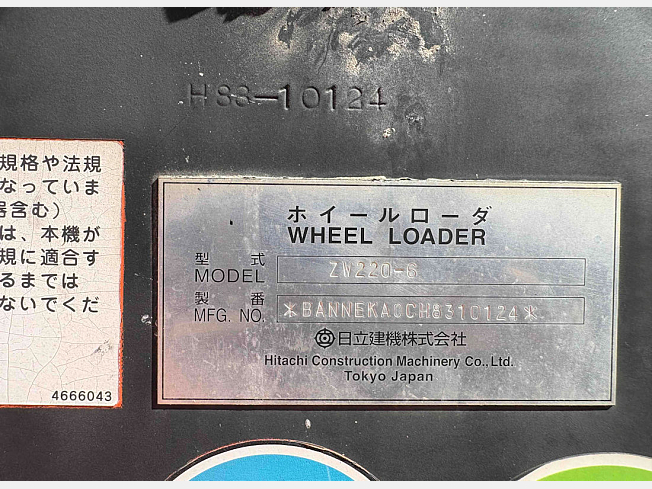 H83-10124
規格や法規
なっていま
器含む）
は、本機が
規に適合す
るまでは
ないでくだ
4666043
ホイールローダ
WHEEL LOADER
型式
MODEL ZW220-6
製番
MFG. NO. *BANNEKA0CH8310124*
日立建機株式会社
Hitachi Construction Machinery Co., Ltd.
Tokyo Japan